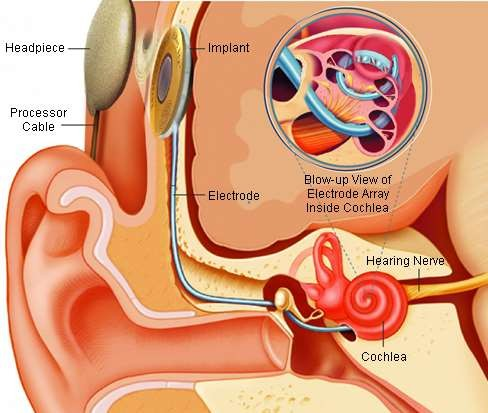 Headpiece
Implant
Processor
Cable
Electrode
Blow-up View of
Electrode Array
Inside Cochlea
Hearing Nerve
Cochlea